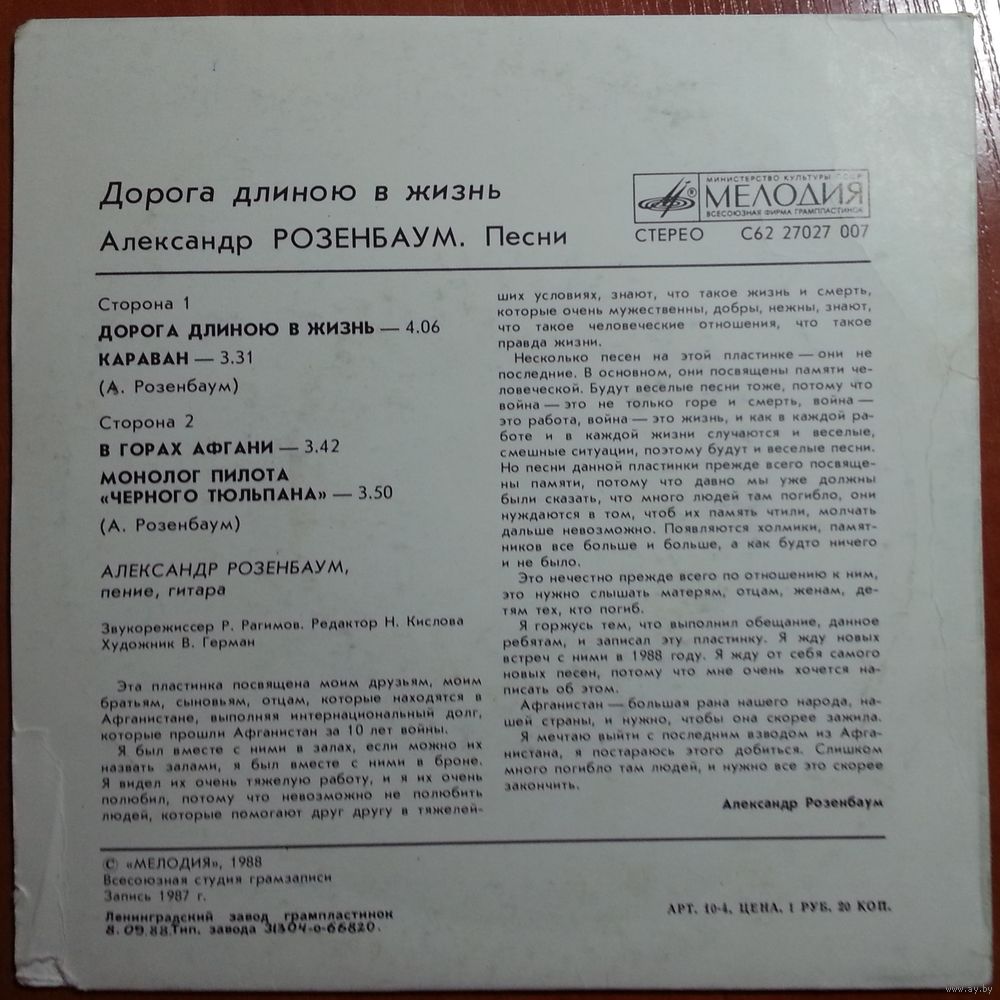 Дорога длиною в жизнь
Александр РОЗЕНБАУМ. Песни
МИНИСТЕРСТВО КУЛЬТУРЫ СССР
МЕЛОДИЯ
ВСЕСОЮЗНАЯ ФИРМА ГРАМПЛАСТИНОК
СТЕРЕО С62 27027 007
Сторона 1
ДОРОГА ДЛИНОЮ В ЖИЗНЬ — 4.06
КАРАВАН — 3.31
(А. Розенбаум)
Сторона 2
В ГОРАХ АФГАНИ — 3.42
МОНОЛОГ ПИЛОТА
«ЧЕРНОГО ТЮЛЬПАНА» — 3.50
(А. Розенбаум)
АЛЕКСАНДР РОЗЕНБАУМ,
пение, гитара
Звукорежиссер Р. Рагимов. Редактор Н. Кислова
Художник В. Герман
Эта пластинка посвящена моим друзьям, моим
братьям, сыновьям, отцам, которые находятся в
Афганистане, выполняя интернациональный долг,
которые прошли Афганистан за 10 лет войны.
Я был вместе с ними в залах, если можно их
назвать залами, я был вместе с ними в броне.
Я видел их очень тяжелую работу, и я их очень
полюбил, потому что невозможно не полюбить
людей, которые помогают друг другу в тяжелей-
ших условиях, знают, что такое жизнь и смерть,
которые очень мужественны, добры, нежны, знают,
что такое человеческие отношения, что такое
правда жизни.
Несколько песен на этой пластинке — они не
последние. В основном, они посвящены памяти че-
ловеческой. Будут веселые песни тоже, потому что
война — это не только горе и смерть, война —
это работа, война — это жизнь, и как в каждой ра-
боте и в каждой жизни случаются и веселые,
смешные ситуации, поэтому будут и веселые песни.
Но песни данной пластинки прежде всего посвяще-
ны памяти, потому что давно мы уже должны
были сказать, что много людей там погибло, они
нуждаются в том, чтоб их память чтили, молчать
дальше невозможно. Появляются холмики, памят-
ников все больше и больше, а как будто ничего
и не было.
Это нечестно прежде всего по отношению к ним,
это нужно слышать матерям, отцам, женам, де-
тям тех, кто погиб.
Я горжусь тем, что выполнил обещание, данное
ребятам, и записал эту пластинку. Я жду новых
встреч с ними в 1988 году. Я жду от себя самого
новых песен, потому что мне очень хочется на-
писать об этом.
Афганистан — большая рана нашего народа, на-
шей страны, и нужно, чтобы она скорее зажила.
Я мечтаю выйти с последним взводом из Афга-
нистана, я постараюсь этого добиться. Слишком
много погибло там людей, и нужно все это скорее
закончить.
Александр Розенбаум
© «МЕЛОДИЯ», 1988
Всесоюзная студия грамзаписи
Запись 1987 г.
Ленинградский завод грампластинок
8.09.88.Тип. завода 31304-о-66820.
АРТ. 10-4. ЦЕНА. 1 РУБ. 20 КОП.
www.ay.by